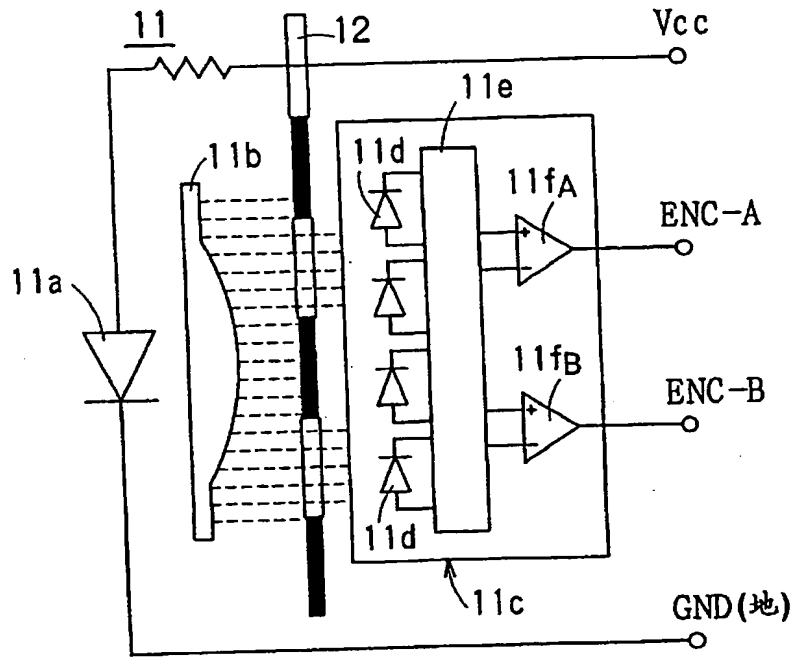 11
12
Vcc
11e
11d
11b
11fA
ENC-A
11a
11fB
ENC-B
11d
11c
GND(地)